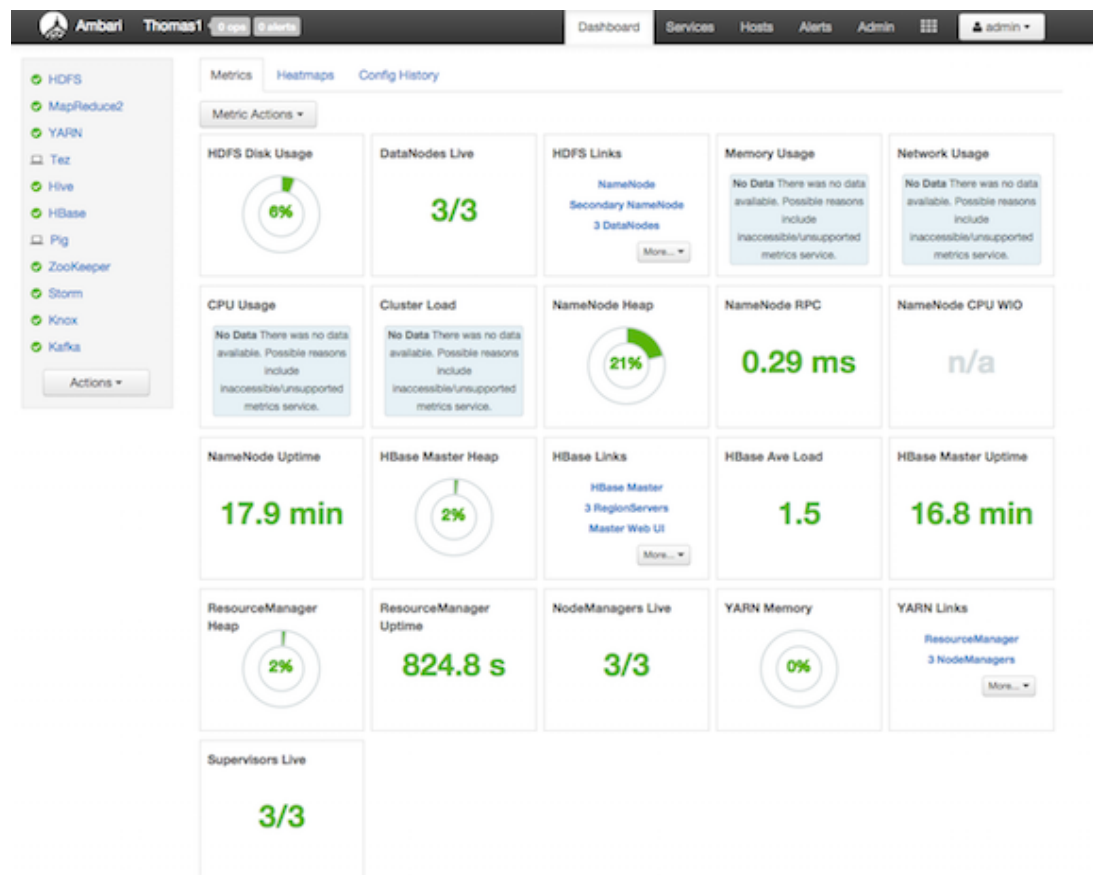 Ambari Thomas1 0 ops 0 alerts Dashboard Services Hosts Alerts Admin admin
HDFS
MapReduce2
YARN
Tez
Hive
HBase
Pig
ZooKeeper
Storm
Knox
Kafka
Actions
Metrics Heatmaps Config History
Metric Actions
HDFS Disk Usage
6%
DataNodes Live
3/3
HDFS Links
NameNode
Secondary NameNode
3 DataNodes
More...
Memory Usage
No Data There was no data
available. Possible reasons
include
inaccessible/unsupported
metrics service.
Network Usage
No Data There was no data
available. Possible reasons
include
inaccessible/unsupported
metrics service.
CPU Usage
No Data There was no data
available. Possible reasons
include
inaccessible/unsupported
metrics service.
Cluster Load
No Data There was no data
available. Possible reasons
include
inaccessible/unsupported
metrics service.
NameNode Heap
21%
NameNode RPC
0.29 ms
NameNode CPU WIO
n/a
NameNode Uptime
17.9 min
HBase Master Heap
2%
HBase Links
HBase Master
3 RegionServers
Master Web UI
More...
HBase Ave Load
1.5
HBase Master Uptime
16.8 min
ResourceManager
Heap
2%
ResourceManager
Uptime
824.8 s
NodeManagers Live
3/3
YARN Memory
0%
YARN Links
ResourceManager
3 NodeManagers
More...
Supervisors Live
3/3